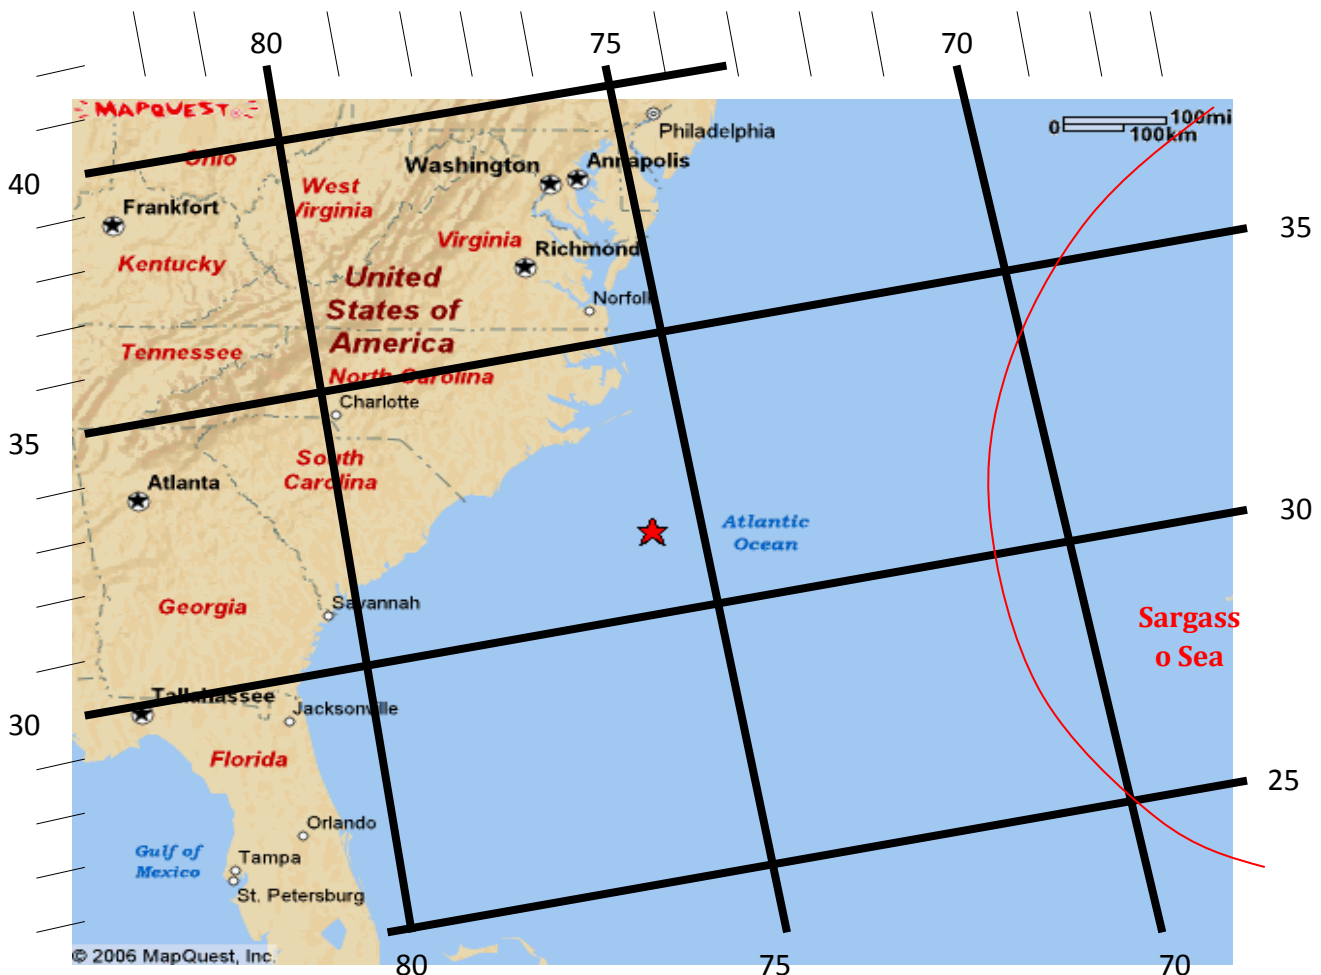 80
75
70
MAPQUEST
100mi
0
100km
Philadelphia
Ohio
Washington
Annapolis
40
West
Virginia
Frankfort
35
Virginia
Richmond
Kentucky
United
States of
America
Norfolk
Tennessee
North Carolina
Charlotte
35
South
Carolina
Atlanta
30
Atlantic
Ocean
Georgia
Savannah
Sargass
o Sea
Tallahassee
Jacksonville
30
Florida
25
Orlando
Gulf of
Mexico
Tampa
St. Petersburg
© 2006 MapQuest, Inc.
80
75
70